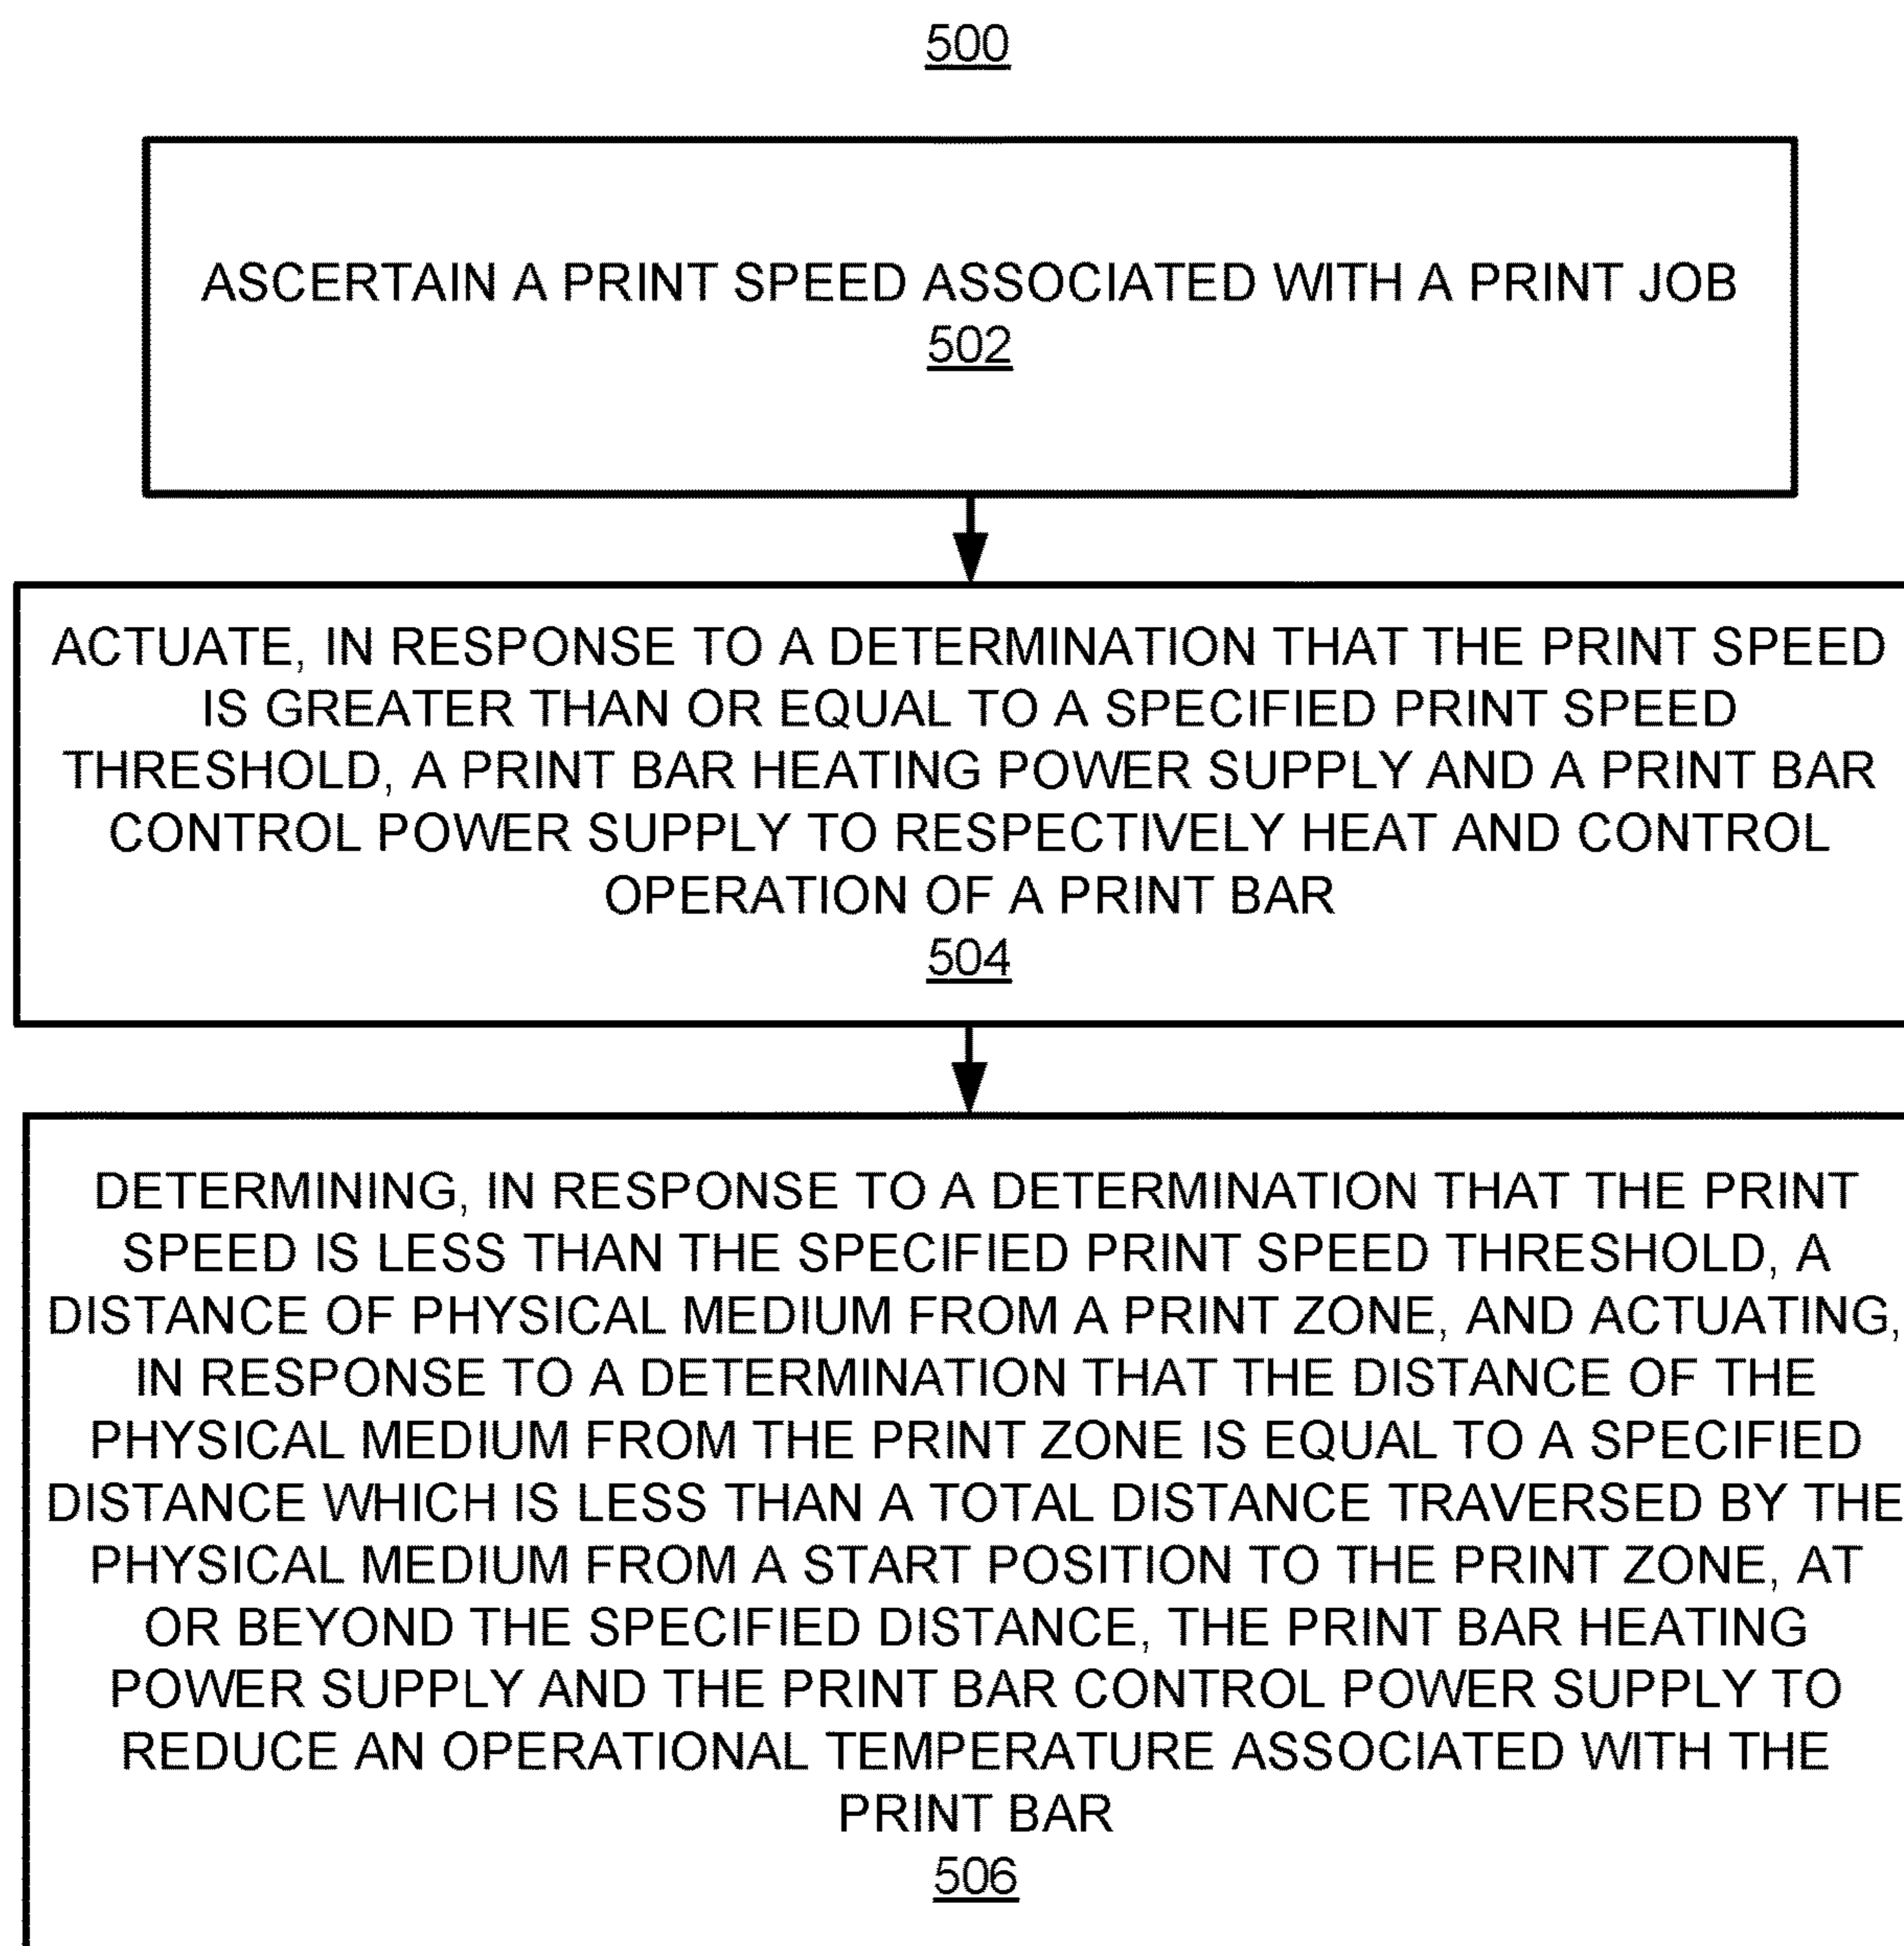 500
ASCERTAIN A PRINT SPEED ASSOCIATED WITH A PRINT JOB
502
ACTUATE, IN RESPONSE TO A DETERMINATION THAT THE PRINT SPEED
IS GREATER THAN OR EQUAL TO A SPECIFIED PRINT SPEED
THRESHOLD, A PRINT BAR HEATING POWER SUPPLY AND A PRINT BAR
CONTROL POWER SUPPLY TO RESPECTIVELY HEAT AND CONTROL
OPERATION OF A PRINT BAR
504
DETERMINING, IN RESPONSE TO A DETERMINATION THAT THE PRINT
SPEED IS LESS THAN THE SPECIFIED PRINT SPEED THRESHOLD, A
DISTANCE OF PHYSICAL MEDIUM FROM A PRINT ZONE, AND ACTUATING,
IN RESPONSE TO A DETERMINATION THAT THE DISTANCE OF THE
PHYSICAL MEDIUM FROM THE PRINT ZONE IS EQUAL TO A SPECIFIED
DISTANCE WHICH IS LESS THAN A TOTAL DISTANCE TRAVERSED BY THE
PHYSICAL MEDIUM FROM A START POSITION TO THE PRINT ZONE, AT
OR BEYOND THE SPECIFIED DISTANCE, THE PRINT BAR HEATING
POWER SUPPLY AND THE PRINT BAR CONTROL POWER SUPPLY TO
REDUCE AN OPERATIONAL TEMPERATURE ASSOCIATED WITH THE
PRINT BAR
506